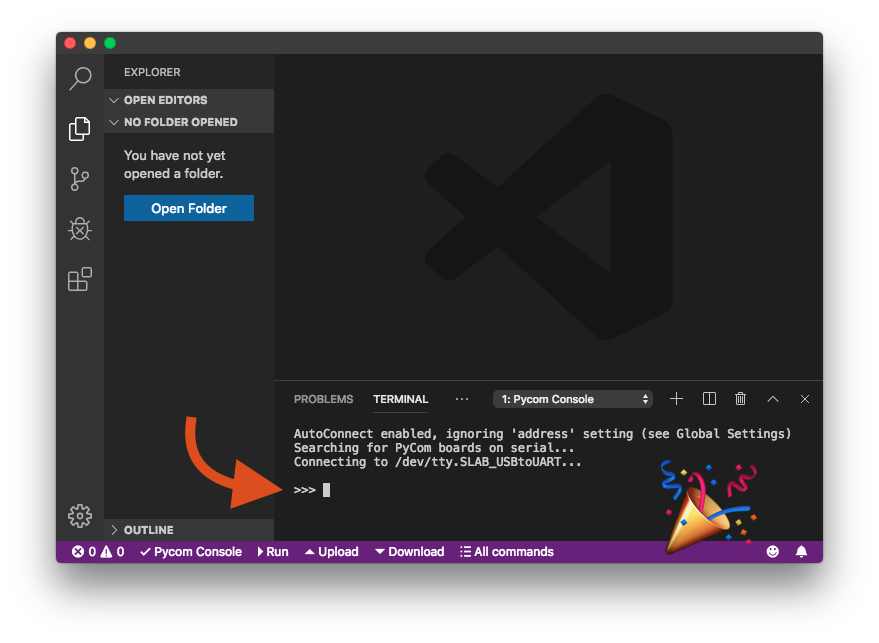 EXPLORER
OPEN EDITORS
NO FOLDER OPENED
You have not yet
opened a folder.
Open Folder
OUTLINE
PROBLEMS TERMINAL ··· 1: Pycom Console
AutoConnect enabled, ignoring 'address' setting (see Global Settings)
Searching for PyCom boards on serial...
Connecting to /dev/tty.SLAB_USBtoUART...
>>>
0 0 Pycom Console Run Upload Download All commands